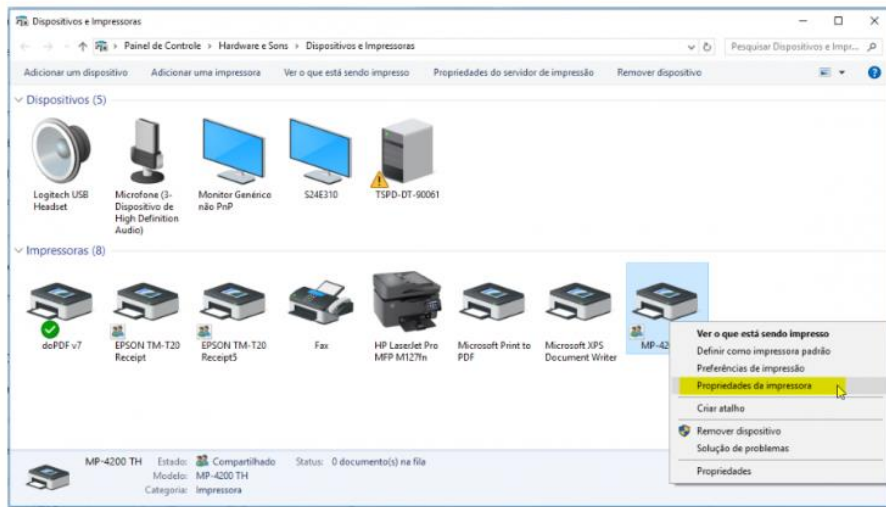 Dispositivos e Impressoras
Painel de Controle > Hardware e Sons > Dispositivos e Impressoras
Pesquisar Dispositivos e Impr...
Adicionar um dispositivo Adicionar uma impressora Ver o que está sendo impresso Propriedades do servidor de impressão Remover dispositivo
Dispositivos (5)
Logitech USB
Headset
Microfone (3-
Dispositivo de
High Definition
Audio)
Monitor Genérico
não PnP
S24E310
TSPD-DT-90061
Impressoras (8)
doPDF v7
EPSON TM-T20
Receipt
EPSON TM-T20
Receipt5
Fax
HP LaserJet Pro
MFP M127fn
Microsoft Print to
PDF
Microsoft XPS
Document Writer
MP-42
Ver o que está sendo impresso
Definir como impressora padrão
Preferências de impressão
Propriedades da impressora
Criar atalho
Remover dispositivo
Solução de problemas
Propriedades
MP-4200 TH Estado: Compartilhado Status: 0 documento(s) na fila
Modelo: MP-4200 TH
Categoria: Impressora